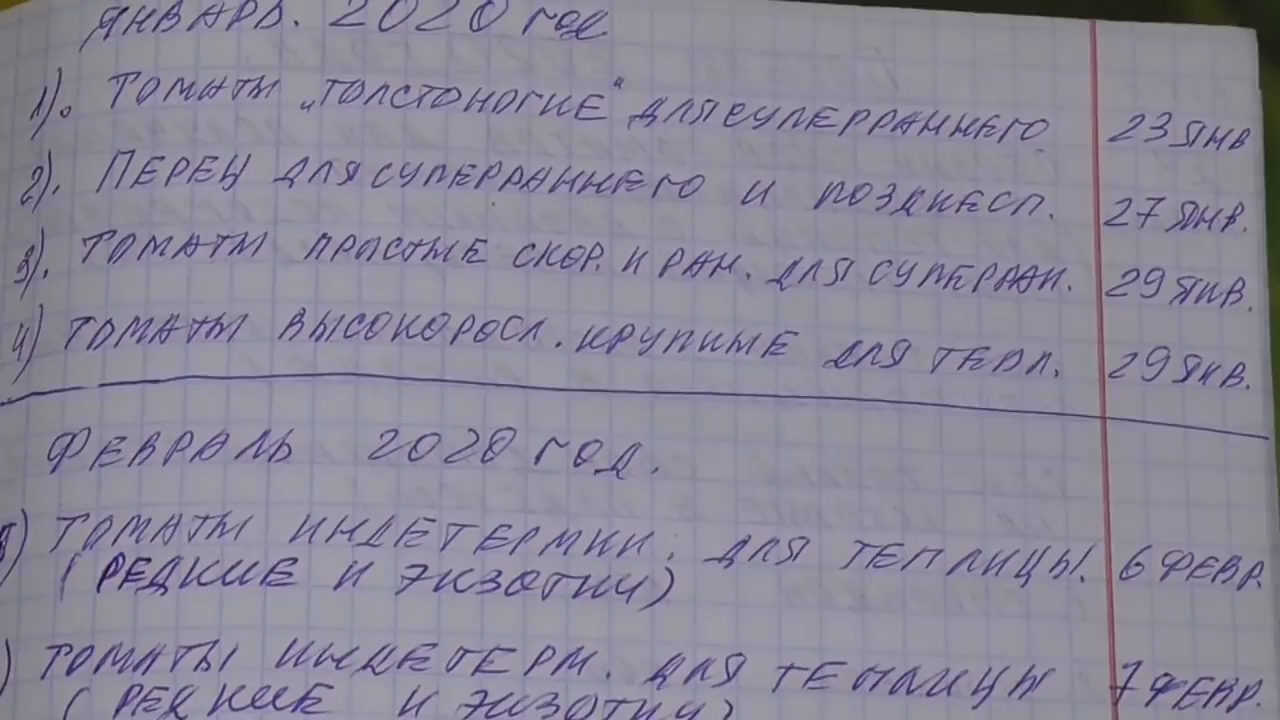 ЯНВАРЬ. 2020 год
1). ТОМАТЫ „ТОЛСТОНОГИЕ" ДЛЯ СУПЕРРАННЕГО 23 ЯНВ
2). ПЕРЕЦ ДЛЯ СУПЕРРАННЕГО И ПОЗДНЕСП. 27 ЯНВ.
3). ТОМАТЫ ПРОСТЫЕ СКОР. И РАН. ДЛЯ СУПЕРРАН. 29 ЯНВ.
4) ТОМАТЫ ВЫСОКОРОСЛ. КРУПНЫЕ ДЛЯ ТЕПЛ. 29 ЯНВ.
ФЕВРАЛЬ 2020 ГОД.
) ТОМАТЫ ИНДЕТЕРМИН. ДЛЯ ТЕПЛИЦЫ. 6 ФЕВР.
(РЕДКИЕ И ЭКЗОТИЧ)
) ТОМАТЫ ИНДЕТЕРМ. ДЛЯ ТЕПЛИЦЫ 7 ФЕВР.
(РЕДКИЕ И ЭКЗОТИЧ)